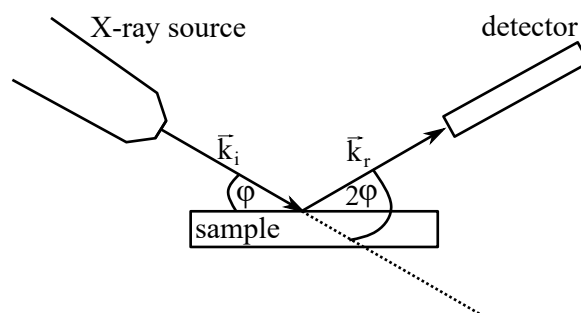 X-ray source
detector
k⃗i
k⃗r
φ
2φ
sample